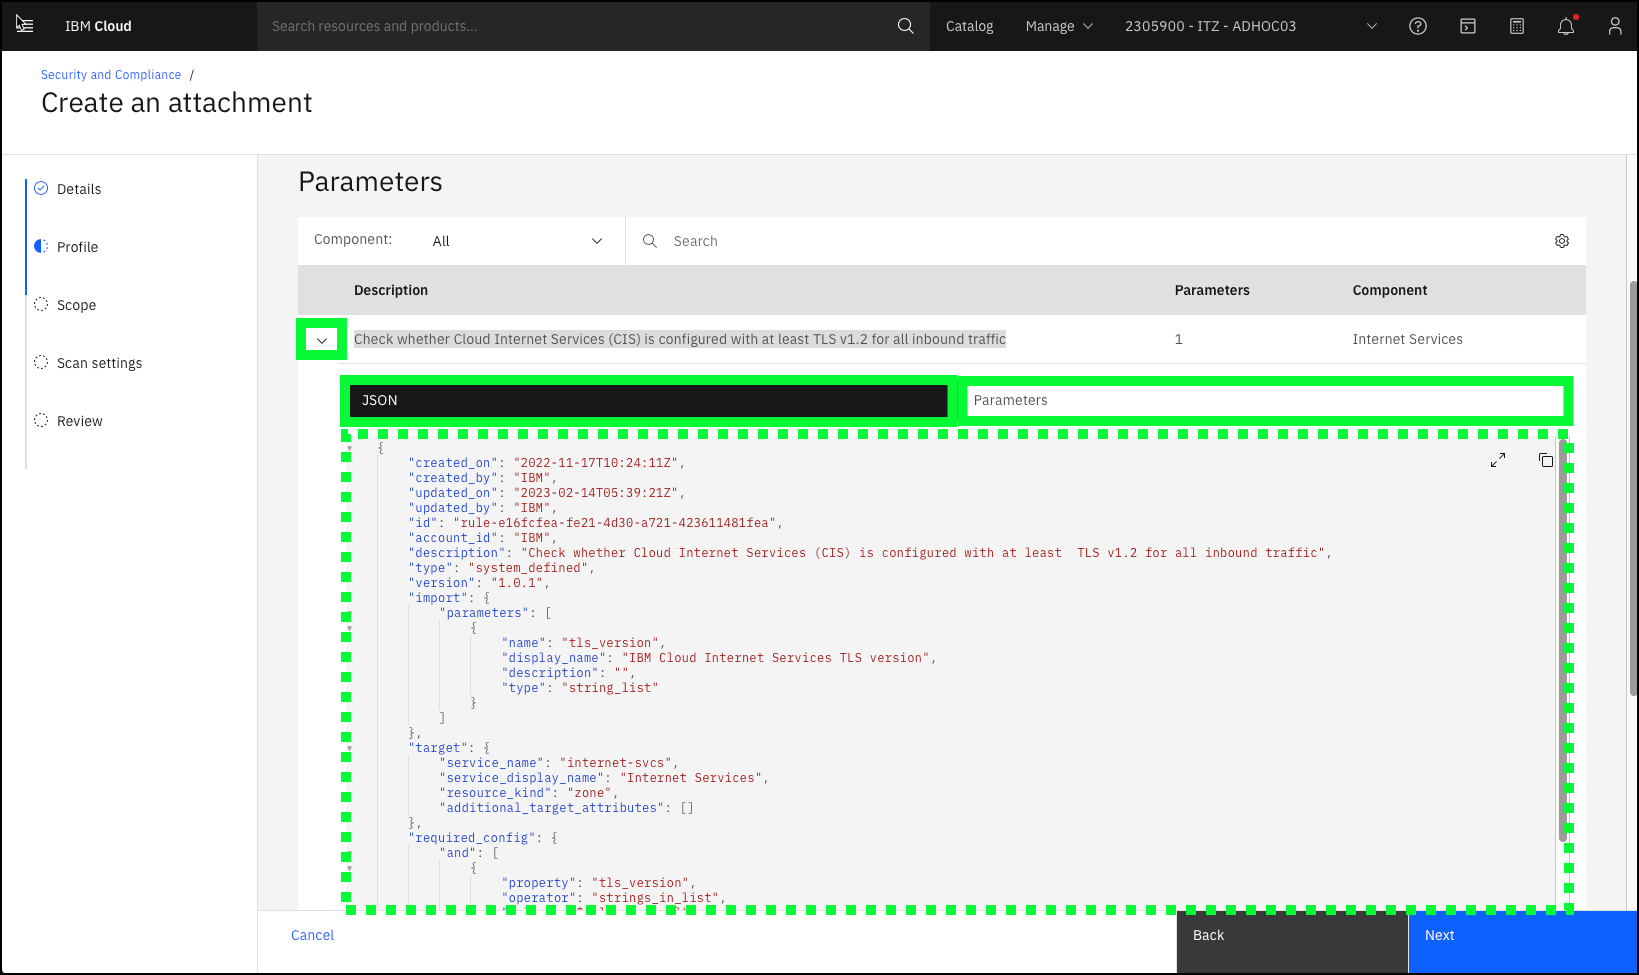 IBM Cloud
Search resources and products...
Catalog
Manage
2305900 - ITZ - ADHOC03
Security and Compliance /
Create an attachment
Details
Profile
Scope
Scan settings
Review
Parameters
Component: All
Search
Description Parameters Component
Check whether Cloud Internet Services (CIS) is configured with at least TLS v1.2 for all inbound traffic 1 Internet Services
JSON Parameters
{
"created_on": "2022-11-17T10:24:11Z",
"created_by": "IBM",
"updated_on": "2023-02-14T05:39:21Z",
"updated_by": "IBM",
"id": "rule-e16fcfea-fe21-4d30-a721-423611481fea",
"account_id": "IBM",
"description": "Check whether Cloud Internet Services (CIS) is configured with at least  TLS v1.2 for all inbound traffic",
"type": "system_defined",
"version": "1.0.1",
"import": {
"parameters": [
{
"name": "tls_version",
"display_name": "IBM Cloud Internet Services TLS version",
"description": "",
"type": "string_list"
}
]
},
"target": {
"service_name": "internet-svcs",
"service_display_name": "Internet Services",
"resource_kind": "zone",
"additional_target_attributes": []
},
"required_config": {
"and": [
{
"property": "tls_version",
"operator": "strings_in_list",
Cancel
Back
Next